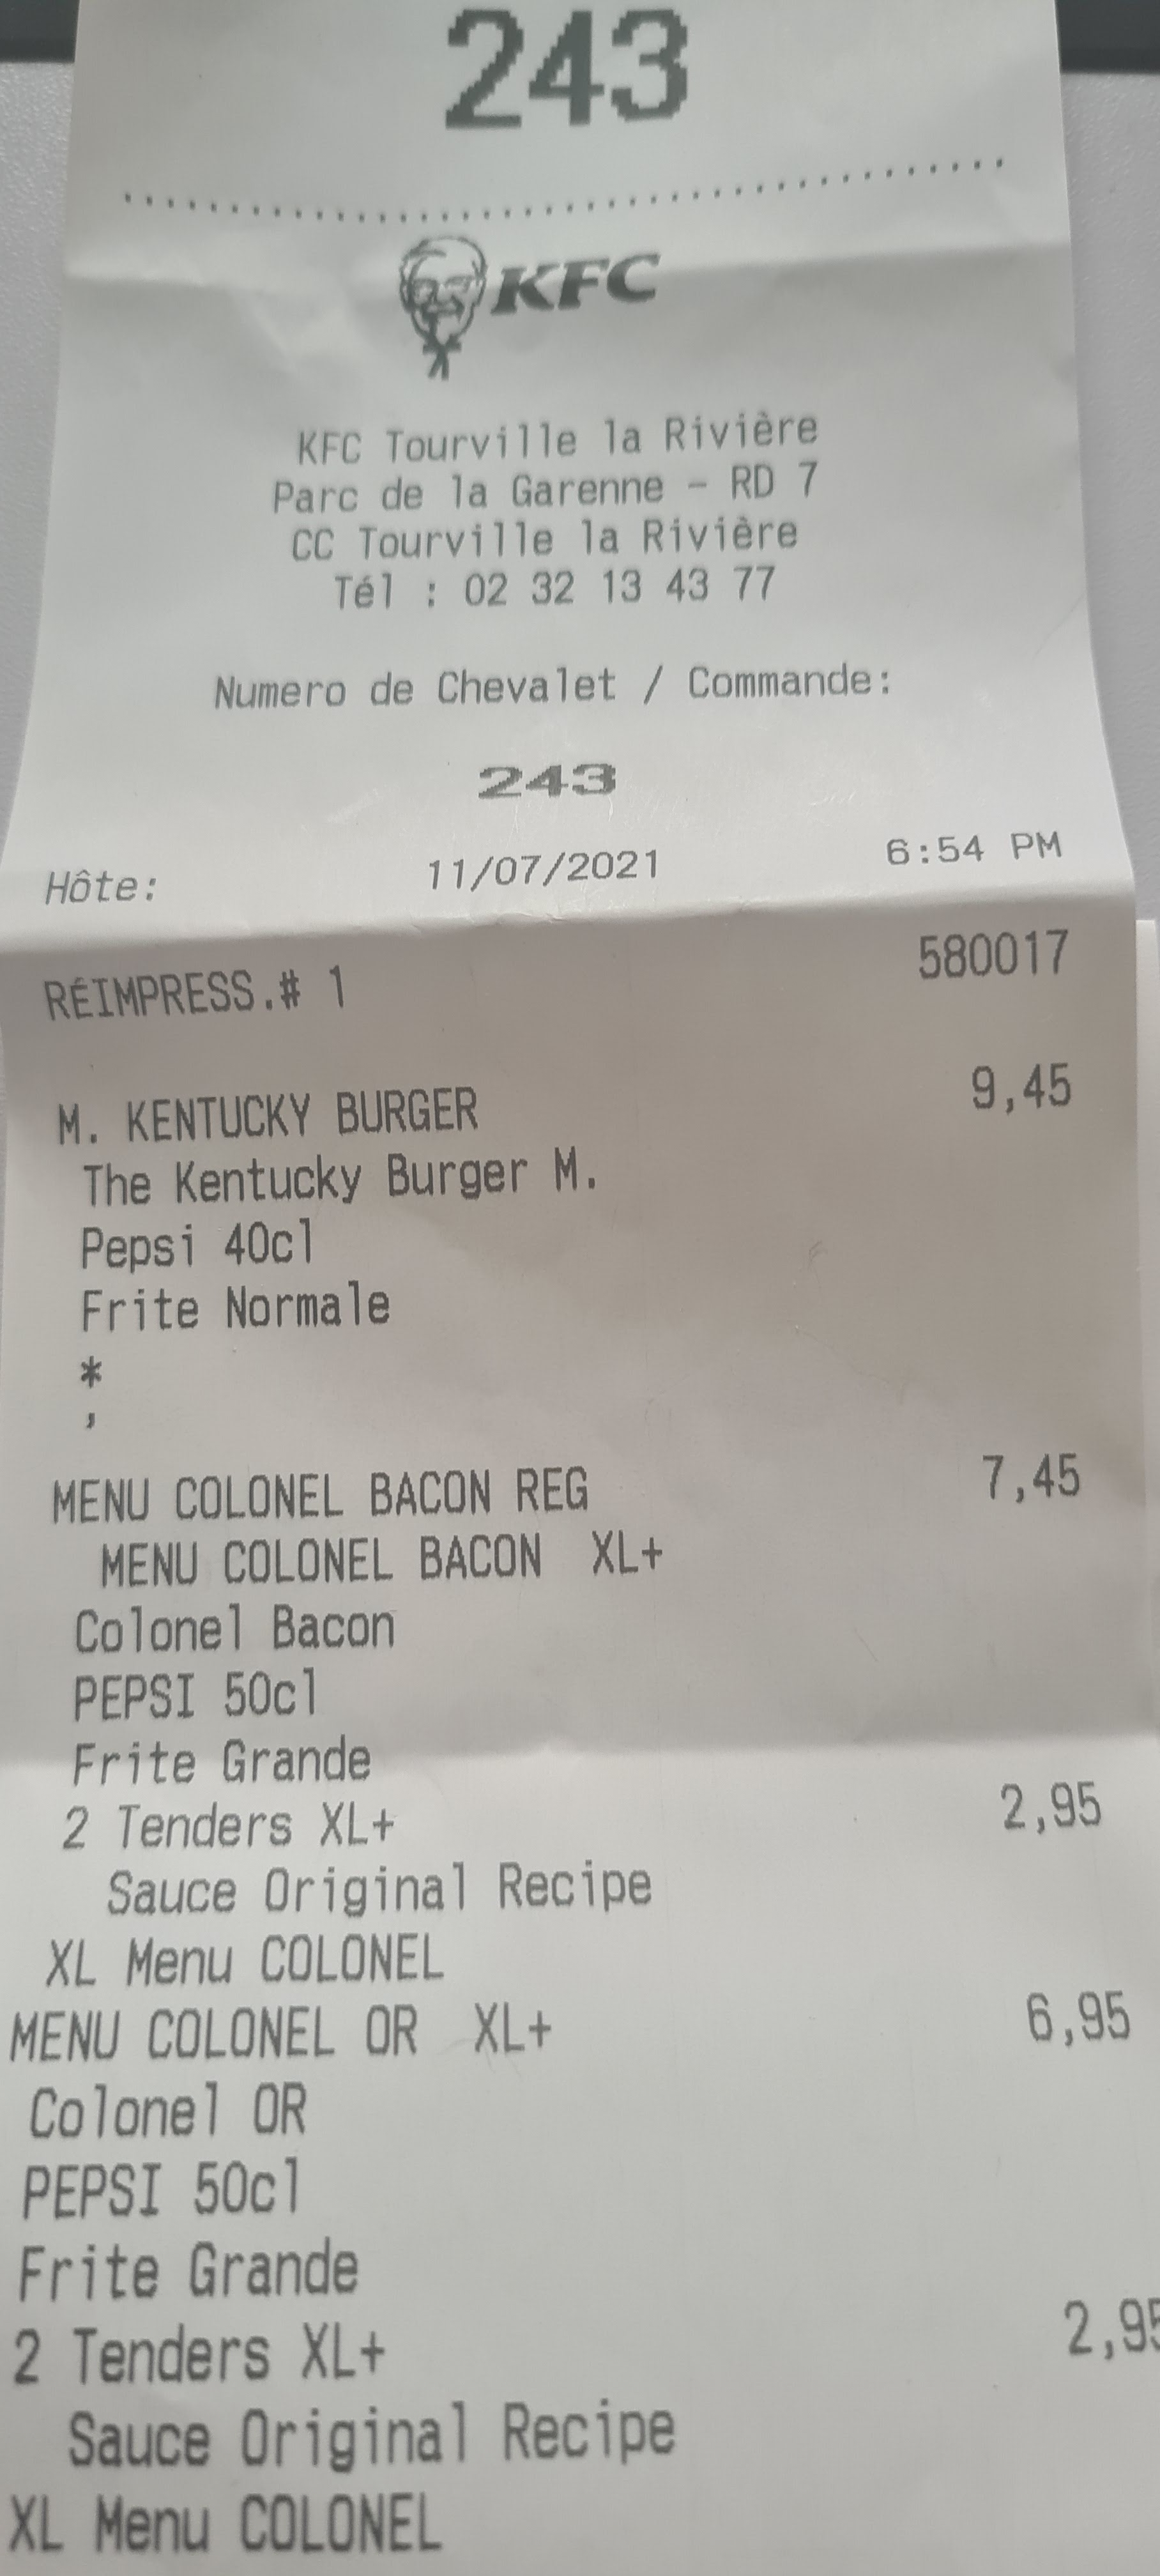 243
KFC
KFC Tourville la Rivière
Parc de la Garenne - RD 7
CC Tourville la Rivière
Tél : 02 32 13 43 77
Numero de Chevalet / Commande:
243
Hôte: 11/07/2021 6:54 PM
RÉIMPRESS.# 1 580017
M. KENTUCKY BURGER 9,45
The Kentucky Burger M.
Pepsi 40cl
Frite Normale
*
,
MENU COLONEL BACON REG 7,45
MENU COLONEL BACON XL+
Colonel Bacon
PEPSI 50cl
Frite Grande
2 Tenders XL+ 2,95
Sauce Original Recipe
XL Menu COLONEL
MENU COLONEL OR XL+ 6,95
Colonel OR
PEPSI 50cl
Frite Grande
2 Tenders XL+ 2,95
Sauce Original Recipe
XL Menu COLONEL